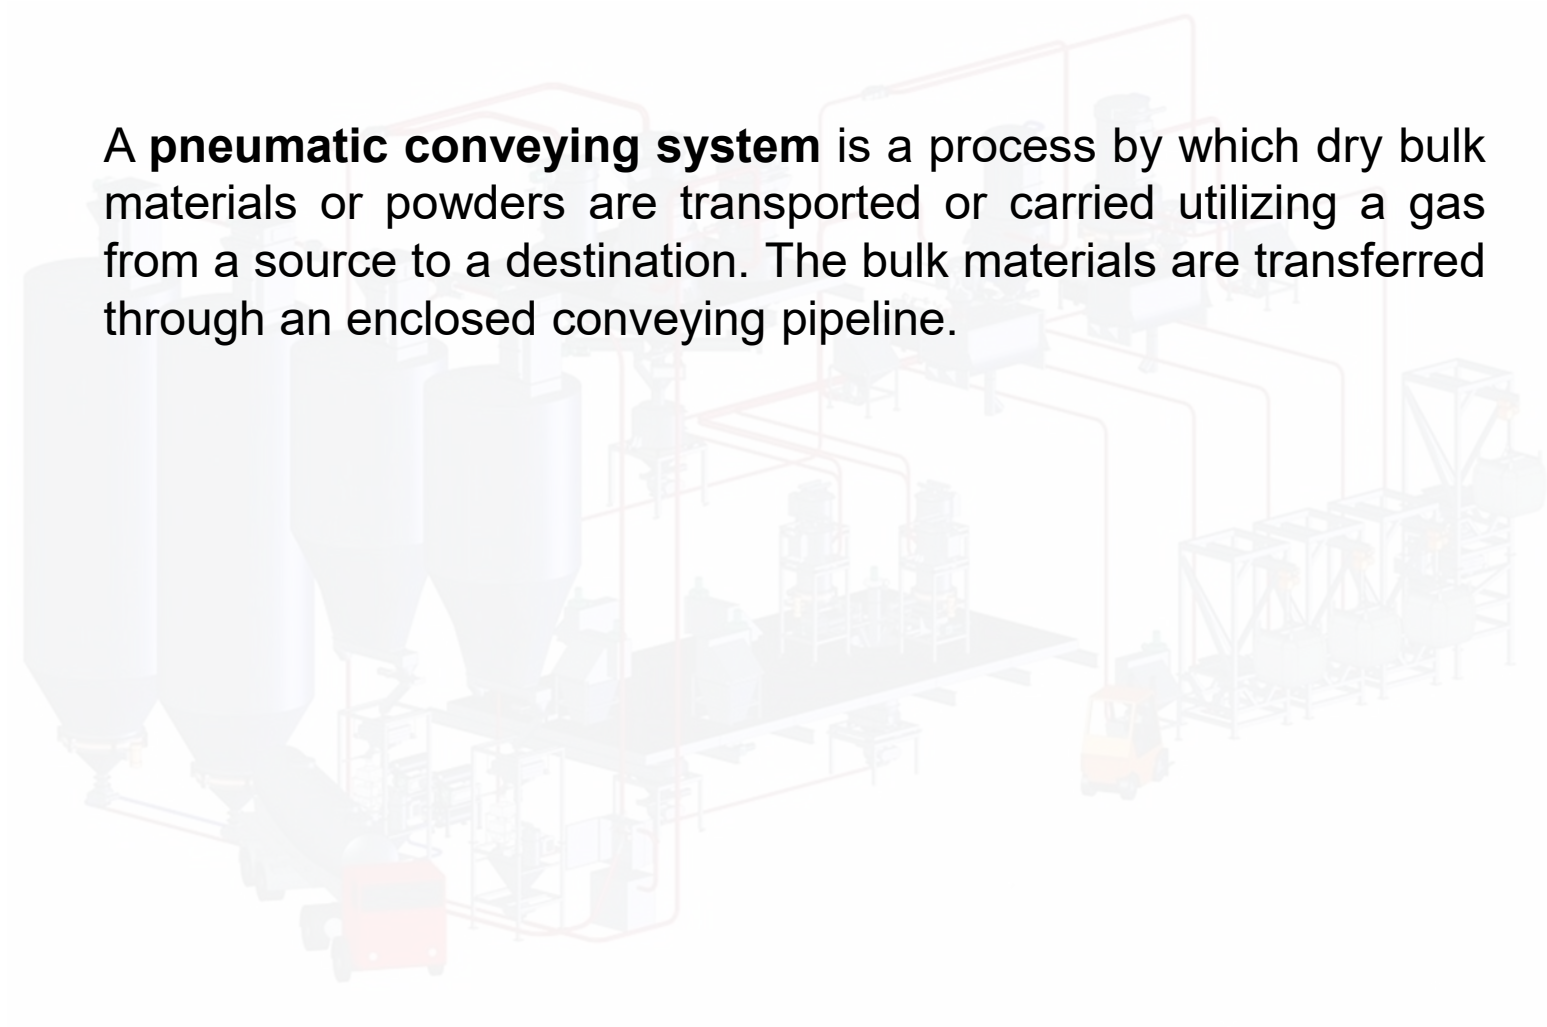 A pneumatic conveying system is a process by which dry bulk
materials or powders are transported or carried utilizing a gas
from a source to a destination. The bulk materials are transferred
through an enclosed conveying pipeline.